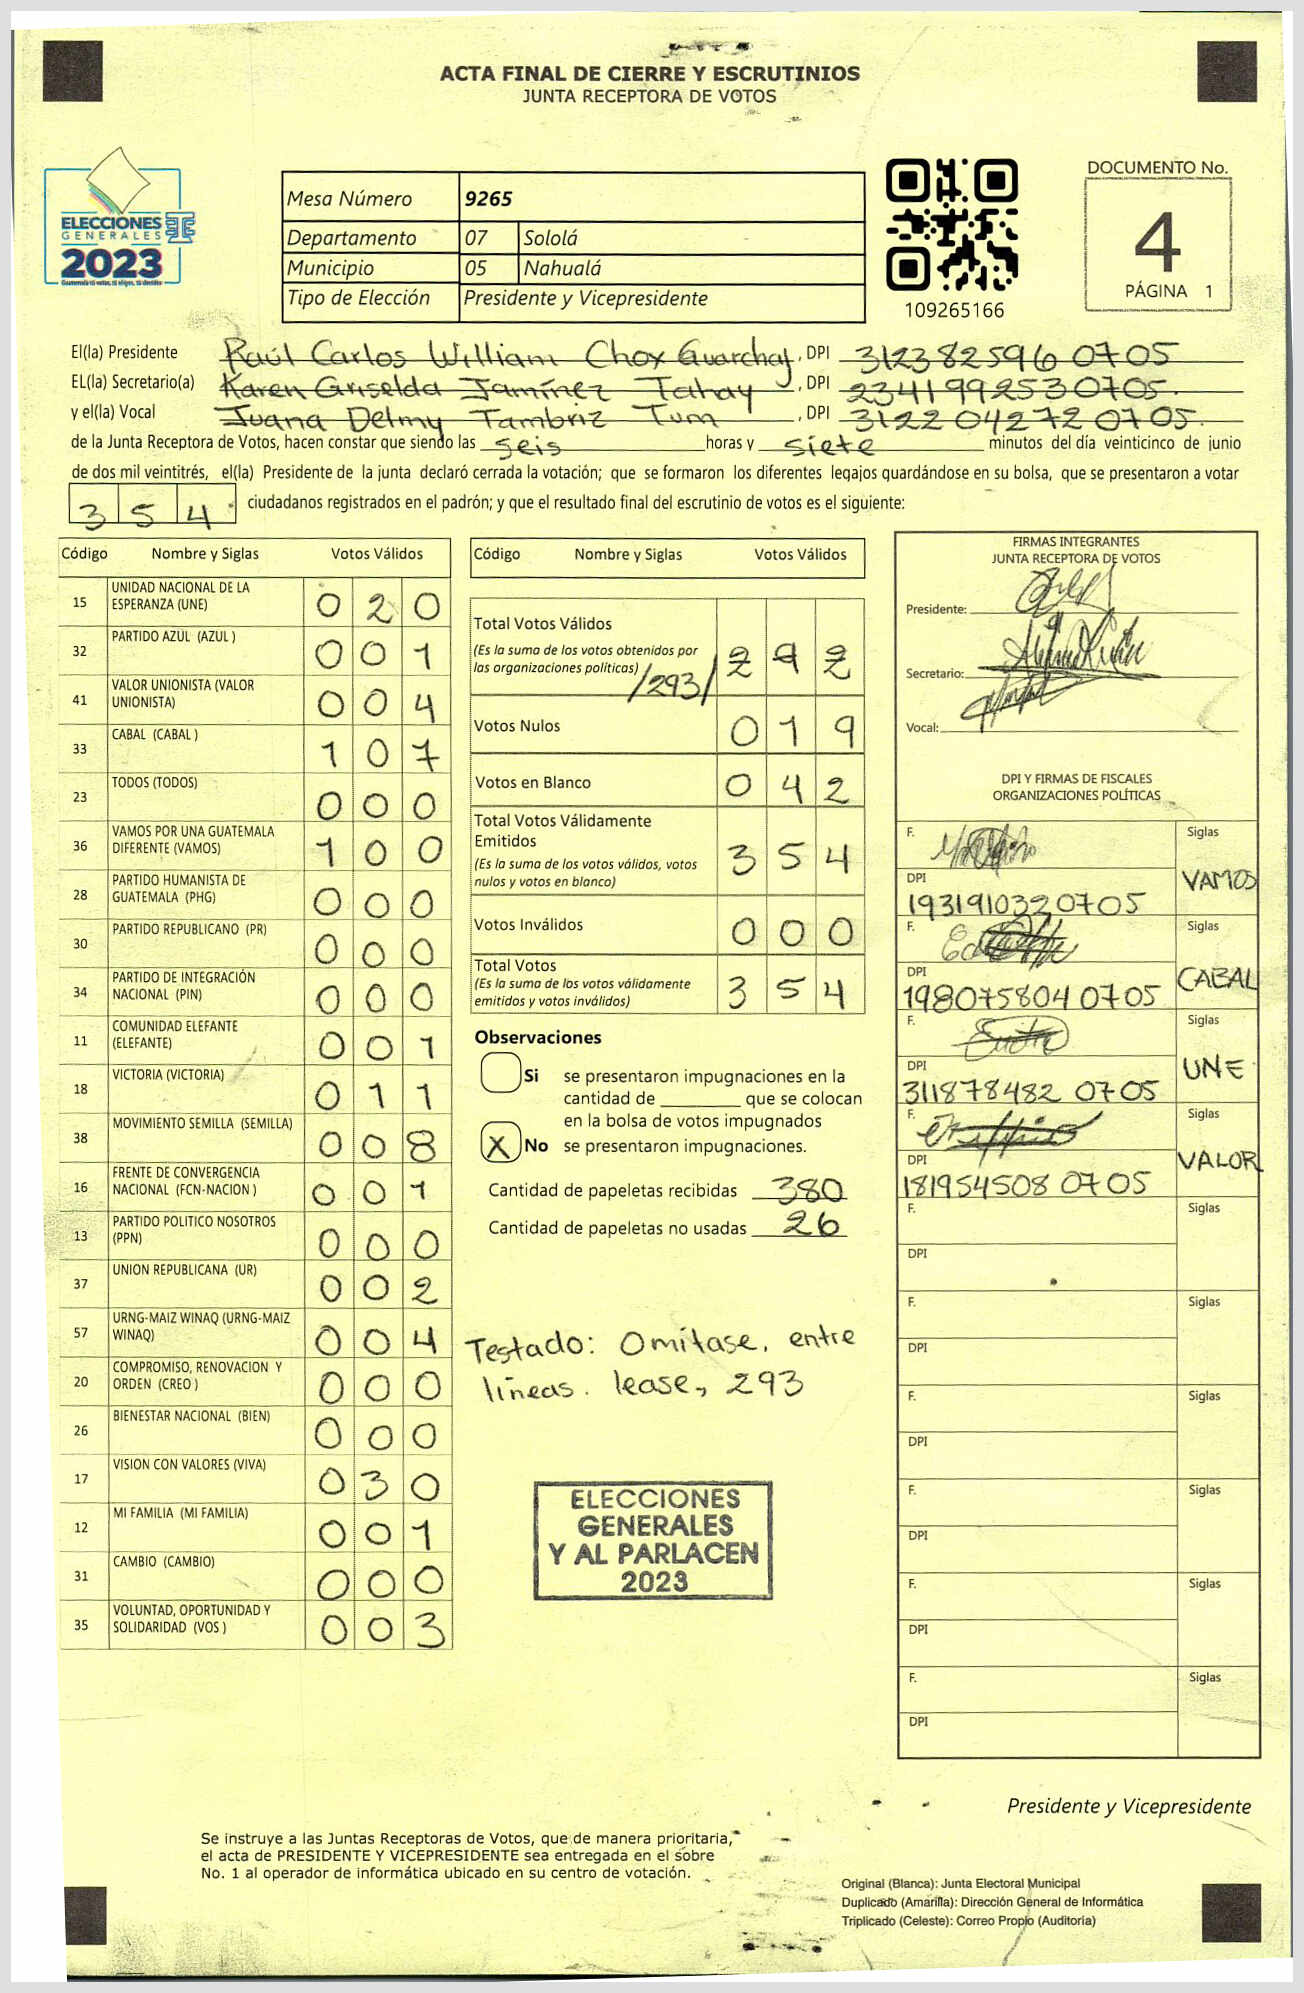 ACTA FINAL DE CIERRE Y ESCRUTINIOS
JUNTA RECEPTORA DE VOTOS
ELECCIONES
GENERALES
2023
Mesa Número 9265
Departamento 07 Sololá
Municipio 05 Nahualá
Tipo de Elección Presidente y Vicepresidente
109265166
DOCUMENTO No.
4
PÁGINA 1
El(la) Presidente Raúl Carlos William Chox Guarchaj, DPI 3123 82596 0705
EL(la) Secretario(a) Karen Griselda Jamínez Tahay, DPI 2341 99253 0705
y el(la) Vocal Juana Delmy Tambriz Tum, DPI 3122 04272 0705.
de la Junta Receptora de Votos, hacen constar que siendo las seis horas y siete minutos del día veinticinco de junio
de dos mil veintitrés, el(la) Presidente de la junta declaró cerrada la votación; que se formaron los diferentes legajos guardándose en su bolsa, que se presentaron a votar
3 5 4 ciudadanos registrados en el padrón; y que el resultado final del escrutinio de votos es el siguiente:
Código Nombre y Siglas Votos Válidos
15 UNIDAD NACIONAL DE LA ESPERANZA (UNE) 0 2 0
32 PARTIDO AZUL (AZUL ) 0 0 1
41 VALOR UNIONISTA (VALOR UNIONISTA) 0 0 4
33 CABAL (CABAL ) 1 0 7
23 TODOS (TODOS) 0 0 0
36 VAMOS POR UNA GUATEMALA DIFERENTE (VAMOS) 1 0 0
28 PARTIDO HUMANISTA DE GUATEMALA (PHG) 0 0 0
30 PARTIDO REPUBLICANO (PR) 0 0 0
34 PARTIDO DE INTEGRACIÓN NACIONAL (PIN) 0 0 0
11 COMUNIDAD ELEFANTE (ELEFANTE) 0 0 1
18 VICTORIA (VICTORIA) 0 1 1
38 MOVIMIENTO SEMILLA (SEMILLA) 0 0 8
16 FRENTE DE CONVERGENCIA NACIONAL (FCN-NACION ) 0 0 1
13 PARTIDO POLITICO NOSOTROS (PPN) 0 0 0
37 UNION REPUBLICANA (UR) 0 0 2
57 URNG-MAIZ WINAQ (URNG-MAIZ WINAQ) 0 0 4
20 COMPROMISO, RENOVACION Y ORDEN (CREO ) 0 0 0
26 BIENESTAR NACIONAL (BIEN) 0 0 0
17 VISION CON VALORES (VIVA) 0 3 0
12 MI FAMILIA (MI FAMILIA) 0 0 1
31 CAMBIO (CAMBIO) 0 0 0
35 VOLUNTAD, OPORTUNIDAD Y SOLIDARIDAD (VOS ) 0 0 3
Código Nombre y Siglas Votos Válidos
Total Votos Válidos
(Es la suma de los votos obtenidos por
las organizaciones políticas) /293/ 2 9 2
Votos Nulos 0 1 9
Votos en Blanco 0 4 2
Total Votos Válidamente
Emitidos
(Es la suma de los votos válidos, votos
nulos y votos en blanco) 3 5 4
Votos Inválidos 0 0 0
Total Votos
(Es la suma de los votos válidamente
emitidos y votos inválidos) 3 5 4
Observaciones
Si se presentaron impugnaciones en la
cantidad de ________ que se colocan
en la bolsa de votos impugnados
X No se presentaron impugnaciones.
Cantidad de papeletas recibidas 380
Cantidad de papeletas no usadas 26
Testado: Omítase, entre
líneas. lease, 293
ELECCIONES
GENERALES
Y AL PARLACEN
2023
FIRMAS INTEGRANTES
JUNTA RECEPTORA DE VOTOS
Presidente:
Secretario:
Vocal:
DPI Y FIRMAS DE FISCALES
ORGANIZACIONES POLÍTICAS
F. Siglas VAMOS
DPI 193191032 0705
F. Siglas CABAL
DPI 198075804 0705
F. Siglas UNE
DPI 311878482 0705
F. Siglas VALOR
DPI 181954508 0705
F. Siglas
DPI
F. Siglas
DPI
F. Siglas
DPI
F. Siglas
DPI
F. Siglas
DPI
F. Siglas
DPI
Presidente y Vicepresidente
Se instruye a las Juntas Receptoras de Votos, que de manera prioritaria,
el acta de PRESIDENTE Y VICEPRESIDENTE sea entregada en el sobre
No. 1 al operador de informática ubicado en su centro de votación.
Original (Blanca): Junta Electoral Municipal
Duplicado (Amarilla): Dirección General de Informática
Triplicado (Celeste): Correo Propio (Auditoría)